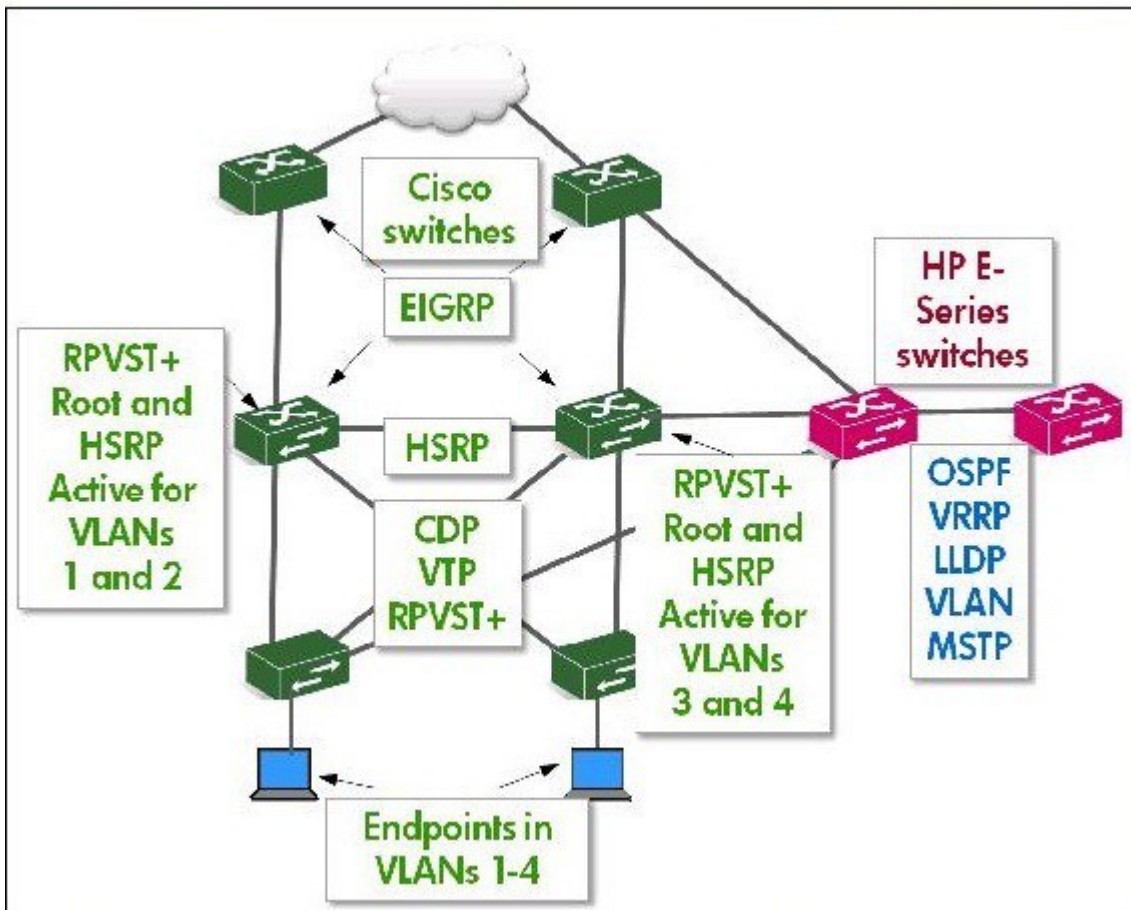 Cisco
switches
EIGRP
HP E-
Series
switches
RPVST+
Root and
HSRP
Active for
VLANs
1 and 2
HSRP
CDP
VTP
RPVST+
RPVST+
Root and
HSRP
Active for
VLANs
3 and 4
OSPF
VRRP
LLDP
VLAN
MSTP
Endpoints in
VLANs 1-4